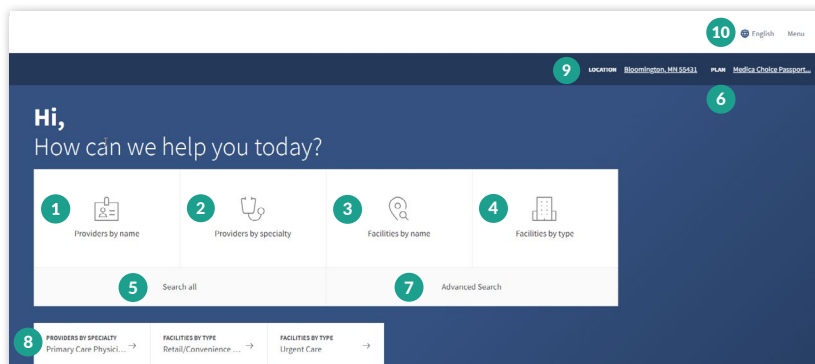 10 English Menu
9 LOCATION Bloomington, MN 55431 PLAN Medica Choice Passport...
6
Hi,
How can we help you today?
1 2 3 4
Providers by name Providers by specialty Facilities by name Facilities by type
5 Search all 7 Advanced Search
8 PROVIDERS BY SPECIALTY FACILITIES BY TYPE FACILITIES BY TYPE
Primary Care Physici... → Retail/Convenience ... → Urgent Care →